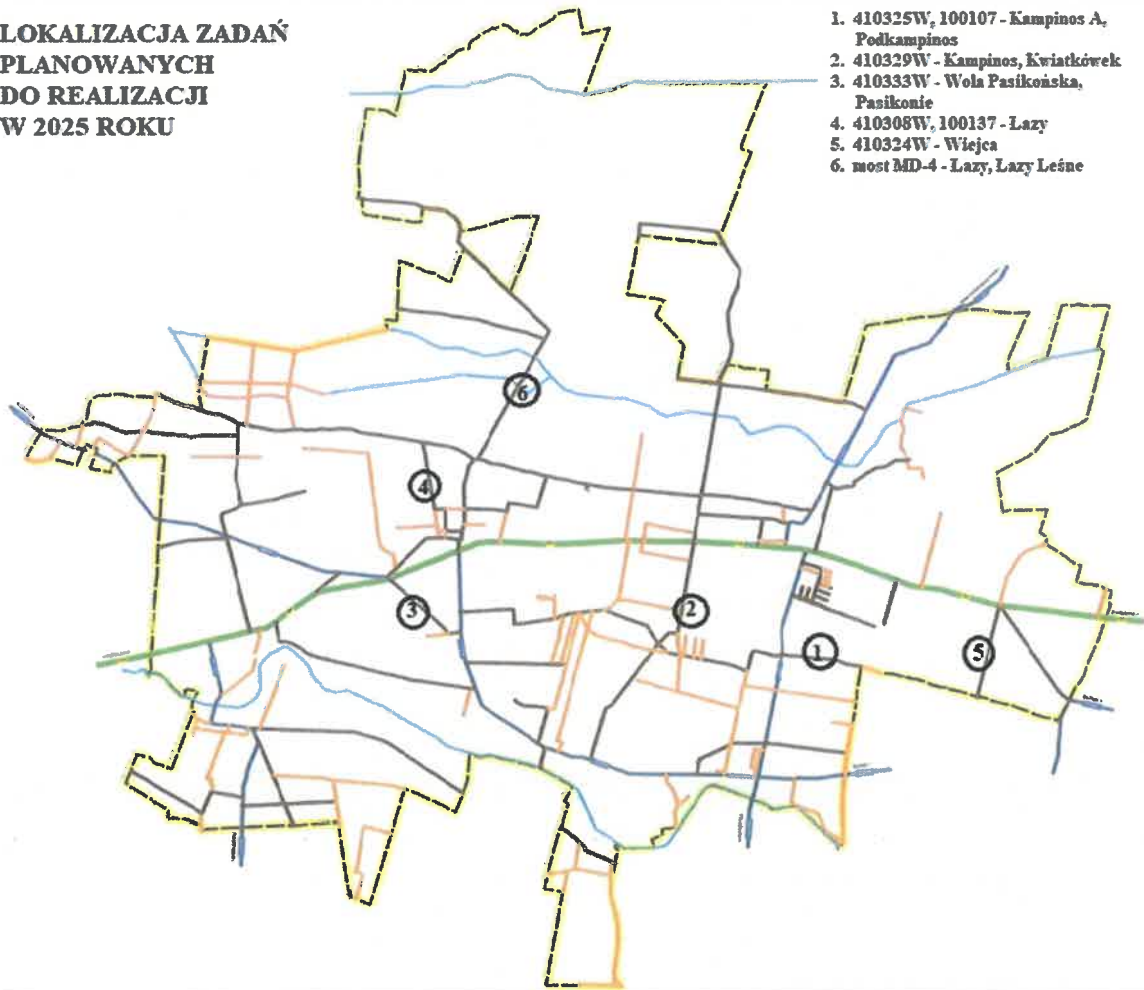 LOKALIZACJA ZADAŃ
PLANOWANYCH
DO REALIZACJI
W 2025 ROKU
1. 410325W, 100107 - Kampinos A,
Podkampinos
2. 410329W - Kampinos, Kwiatkówek
3. 410333W - Wola Pasikońska,
Pasikonie
4. 410308W, 100137 - Łazy
5. 410324W - Wiejca
6. most MD-4 - Łazy, Łazy Leśne
6
4
3
2
1
5